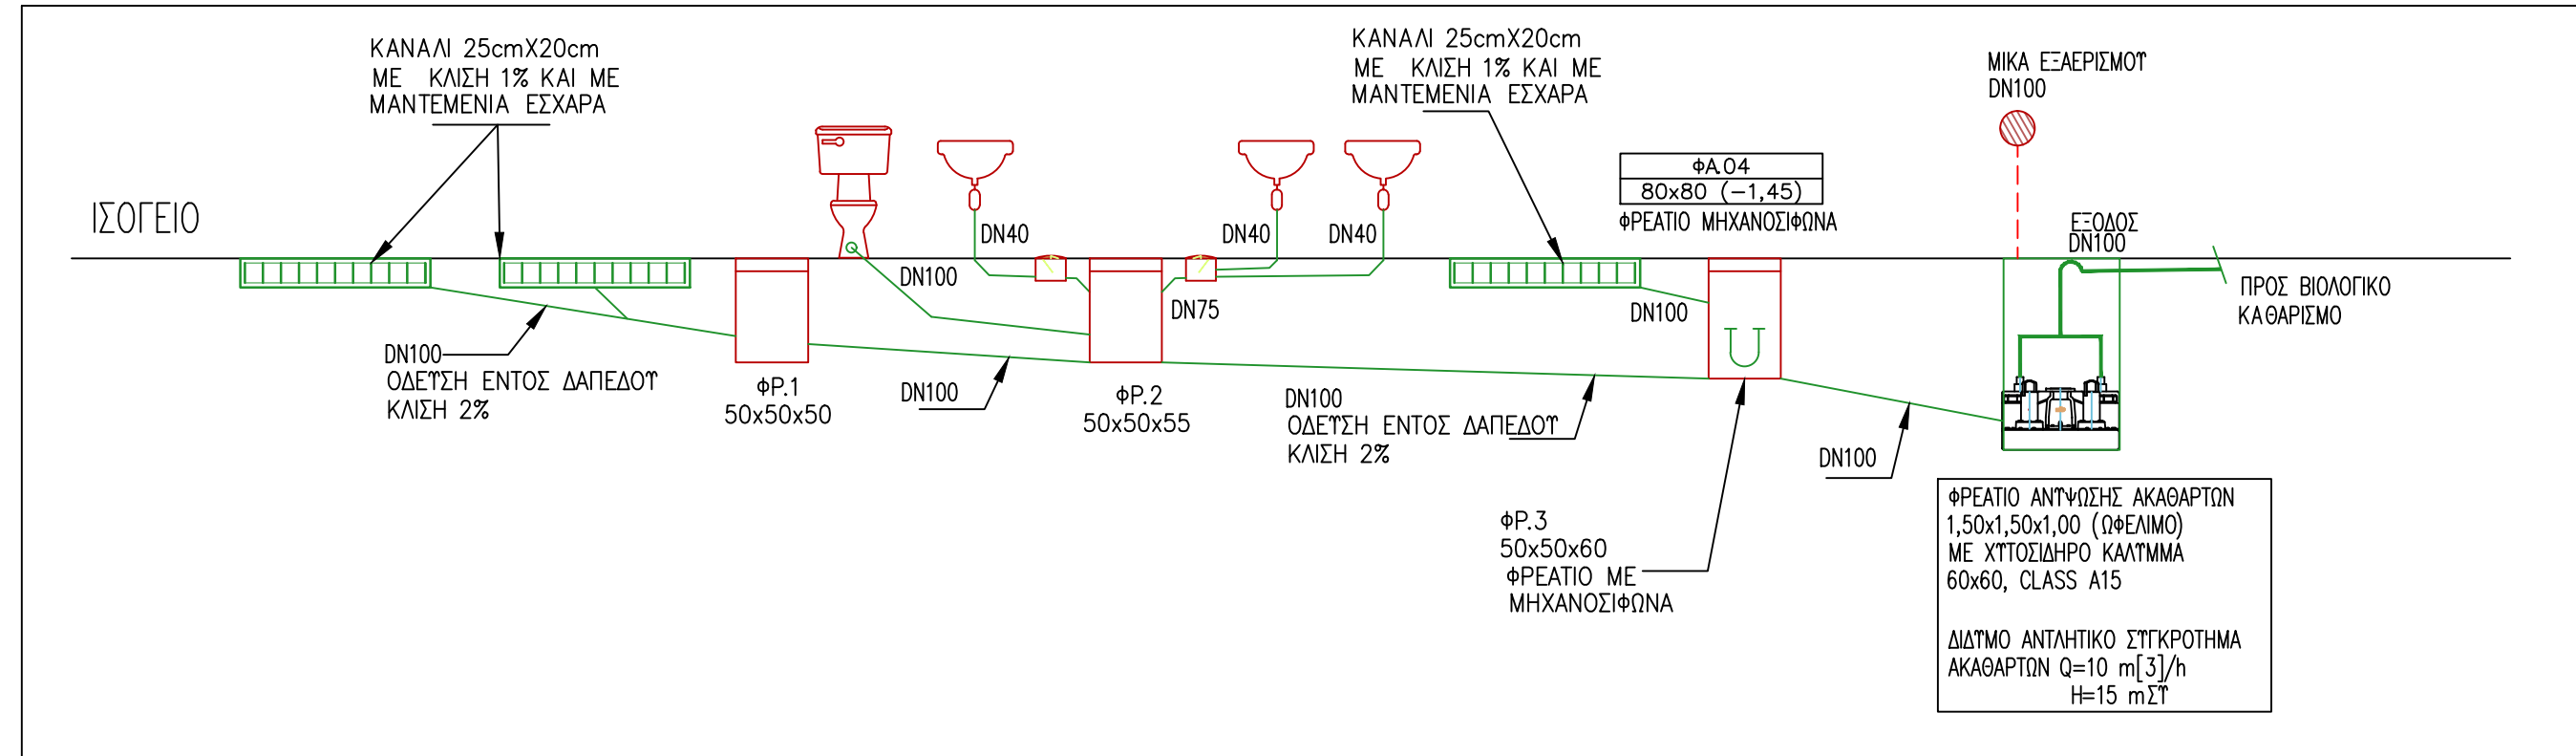 ΚΑΝΑΛΙ 25cmX20cm
ΜΕ ΚΛΙΣΗ 1% ΚΑΙ ΜΕ
ΜΑΝΤΕΜΕΝΙΑ ΕΣΧΑΡΑ
ΚΑΝΑΛΙ 25cmX20cm
ΜΕ ΚΛΙΣΗ 1% ΚΑΙ ΜΕ
ΜΑΝΤΕΜΕΝΙΑ ΕΣΧΑΡΑ
ΜΙΚΑ ΕΞΑΕΡΙΣΜΟΥ
DN100
ΦΑ.04
80x80 (-1,45)
ΦΡΕΑΤΙΟ ΜΗΧΑΝΟΣΙΦΩΝΑ
ΙΣΟΓΕΙΟ
DN40
DN40
DN40
ΕΞΟΔΟΣ
DN100
DN100
DN75
DN100
ΠΡΟΣ ΒΙΟΛΟΓΙΚΟ
ΚΑΘΑΡΙΣΜΟ
DN100
ΟΔΕΥΣΗ ΕΝΤΟΣ ΔΑΠΕΔΟΥ
ΚΛΙΣΗ 2%
ΦΡ.1
50x50x50
DN100
ΦΡ.2
50x50x55
DN100
ΟΔΕΥΣΗ ΕΝΤΟΣ ΔΑΠΕΔΟΥ
ΚΛΙΣΗ 2%
DN100
ΦΡ.3
50x50x60
ΦΡΕΑΤΙΟ ΜΕ
ΜΗΧΑΝΟΣΙΦΩΝΑ
ΦΡΕΑΤΙΟ ΑΝΥΨΩΣΗΣ ΑΚΑΘΑΡΤΩΝ
1,50x1,50x1,00 (ΩΦΕΛΙΜΟ)
ΜΕ ΧΥΤΟΣΙΔΗΡΟ ΚΑΛΥΜΜΑ
60x60, CLASS A15
ΔΙΔΥΜΟ ΑΝΤΛΗΤΙΚΟ ΣΥΓΚΡΟΤΗΜΑ
ΑΚΑΘΑΡΤΩΝ Q=10 m[3]/h
H=15 mΣΥ